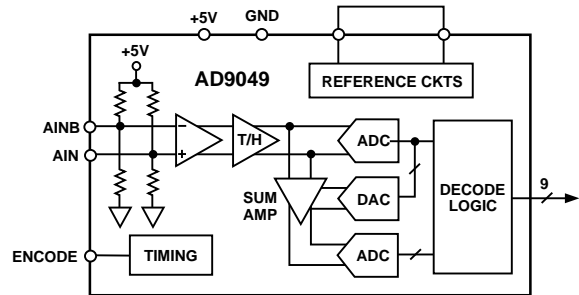 +5V
GND
+5V
AD9049
REFERENCE CKTS
AINB
AIN
−
+
T/H
ADC
SUM
AMP
DAC
DECODE
LOGIC
9
ADC
ENCODE
TIMING